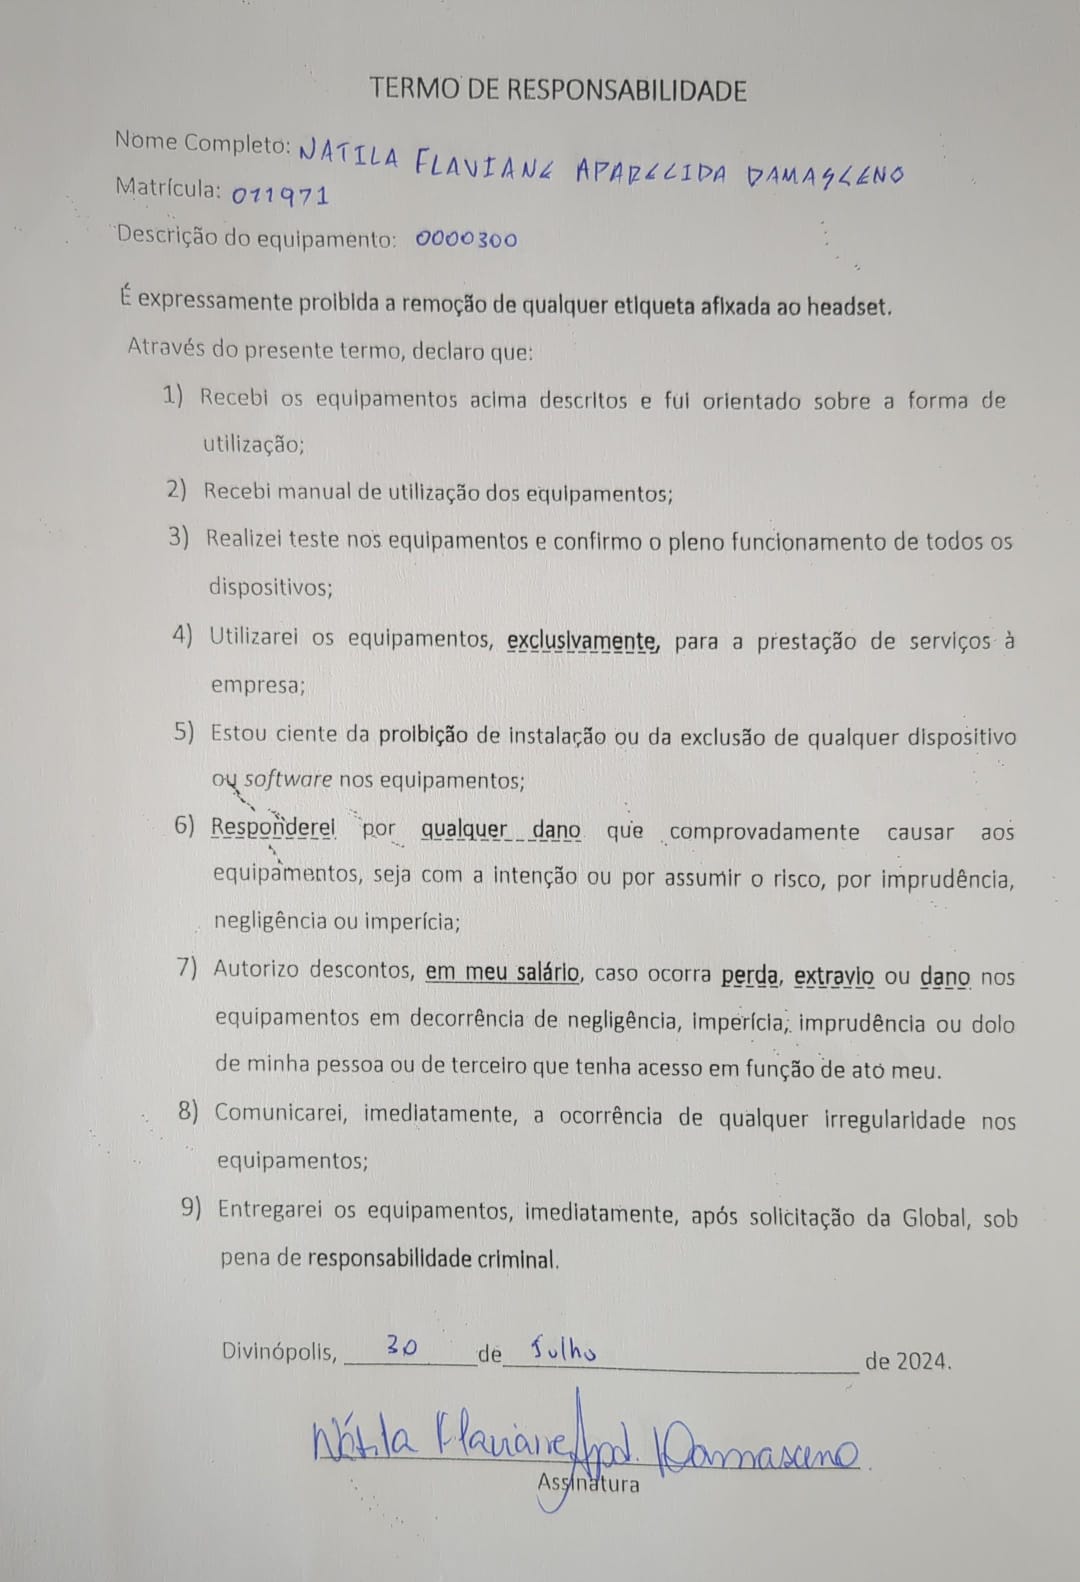 TERMO DE RESPONSABILIDADE
Nome Completo: NATILA FLAVIANE APARECIDA DAMASCENO
Matrícula: 011971
Descrição do equipamento: 0000300
É expressamente proibida a remoção de qualquer etiqueta afixada ao headset.
Através do presente termo, declaro que:
1) Recebi os equipamentos acima descritos e fui orientado sobre a forma de
utilização;
2) Recebi manual de utilização dos equipamentos;
3) Realizei teste nos equipamentos e confirmo o pleno funcionamento de todos os
dispositivos;
4) Utilizarei os equipamentos, exclusivamente, para a prestação de serviços à
empresa;
5) Estou ciente da proibição de instalação ou da exclusão de qualquer dispositivo
ou software nos equipamentos;
6) Responderei por qualquer dano que comprovadamente causar aos
equipamentos, seja com a intenção ou por assumir o risco, por imprudência,
negligência ou imperícia;
7) Autorizo descontos, em meu salário, caso ocorra perda, extravio ou dano nos
equipamentos em decorrência de negligência, imperícia, imprudência ou dolo
de minha pessoa ou de terceiro que tenha acesso em função de ato meu.
8) Comunicarei, imediatamente, a ocorrência de qualquer irregularidade nos
equipamentos;
9) Entregarei os equipamentos, imediatamente, após solicitação da Global, sob
pena de responsabilidade criminal.
Divinópolis, 30 de Julho de 2024.
Nátila Flaviane Apd. Damasceno.
Assinatura